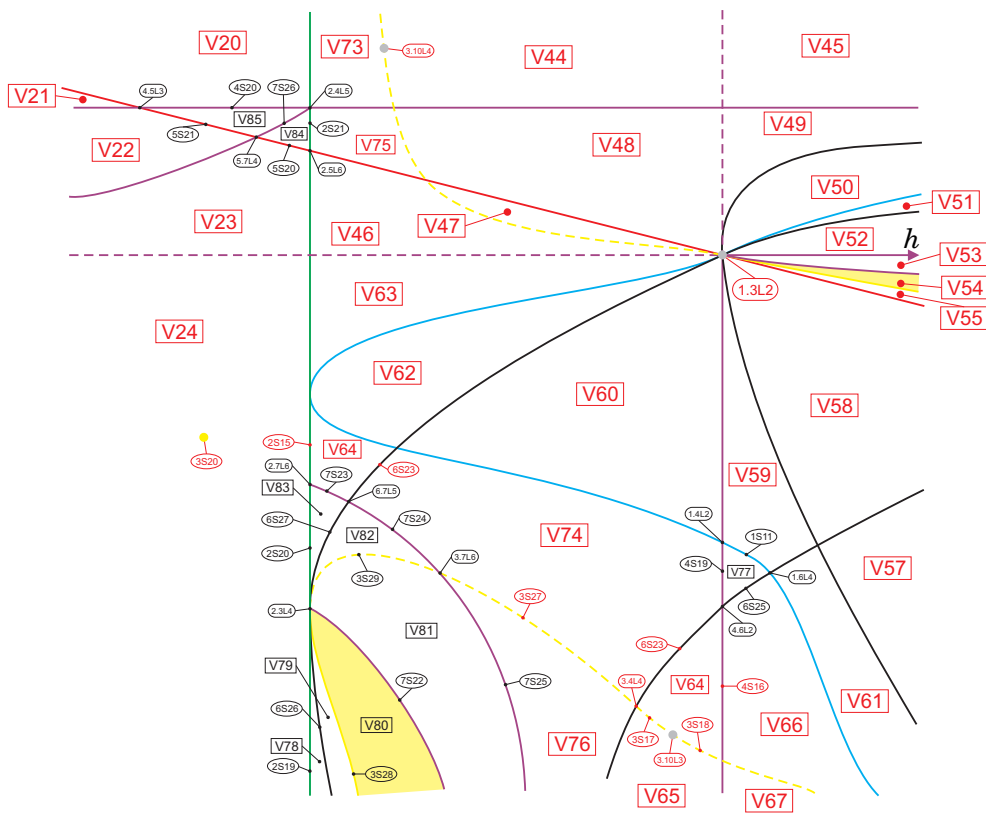 V20
V73
V44
V45
3.10L4
V21
4.5L3
4S20
7S26
2.4L5
V85
V84
2S21
5S21
V22
5.7L4
5S20
2.5L6
V75
V48
V49
V50
V51
V23
V46
V47
V52
h
V53
V54
V55
1.3L2
V63
V24
V62
V60
V58
3S20
2S15
V64
6S23
2.7L6
7S23
6.7L5
V83
V59
6S27
V82
7S24
V74
1.4L2
1S11
2S20
3S29
3.7L6
4S19
V77
1.6L4
V57
6S25
2.3L4
3S27
4.6L2
V81
6S23
V79
7S22
7S25
3.4L4
V64
4S16
6S26
V80
3S17
3S18
V66
V61
V78
V76
3.10L3
2S19
3S28
V65
V67